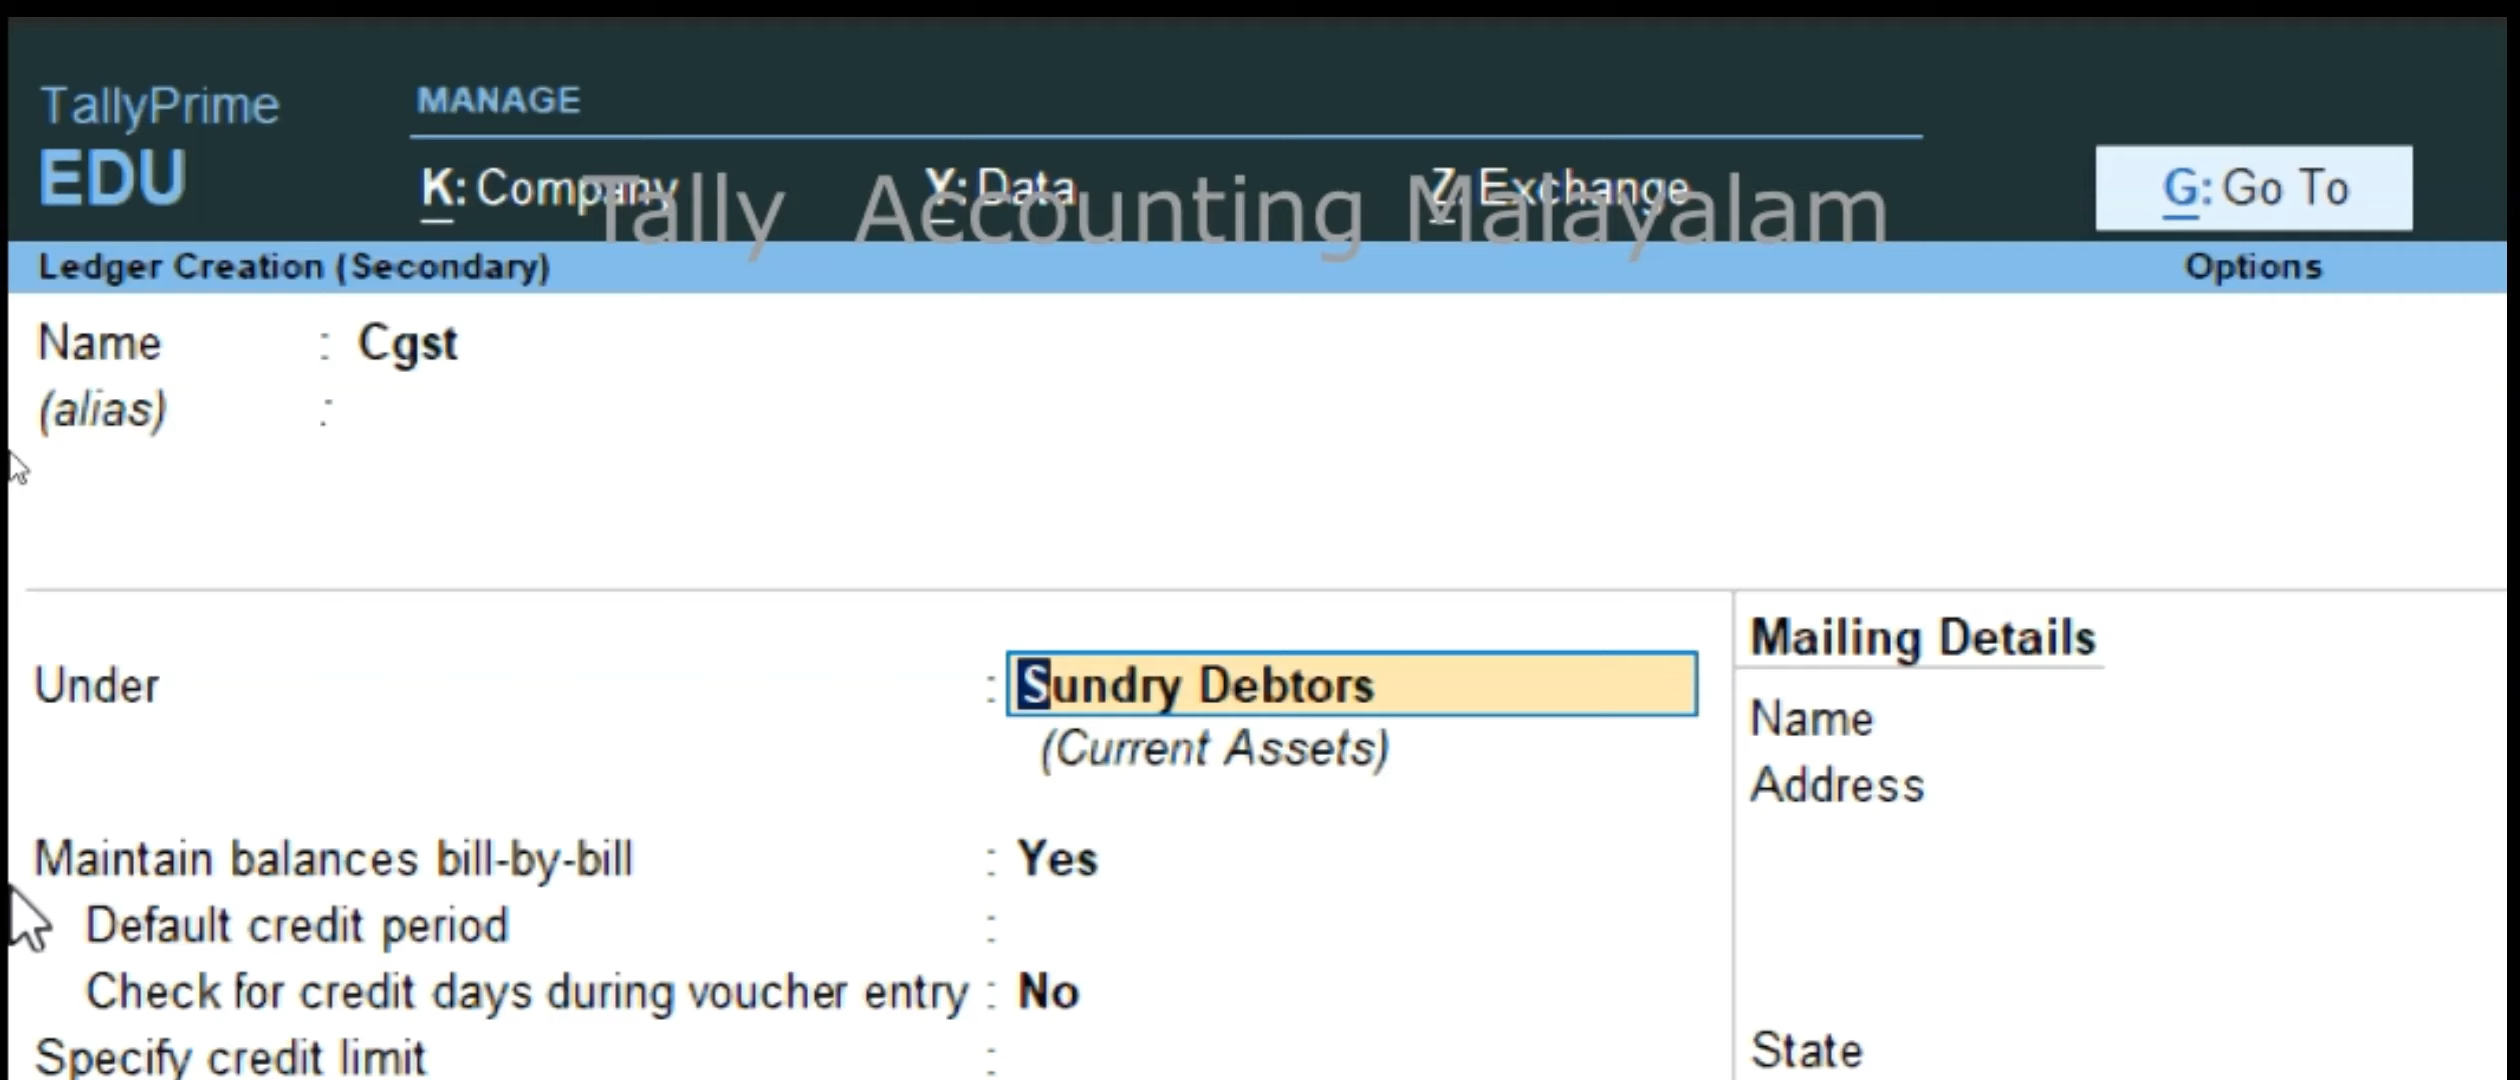 TallyPrime
EDU
MANAGE
K: Company Y: Data Z: Exchange G: Go To
Tally Accounting Malayalam
Ledger Creation (Secondary) Options
Name : Cgst
(alias) :
Under : Sundry Debtors
(Current Assets)
Maintain balances bill-by-bill : Yes
Default credit period :
Check for credit days during voucher entry : No
Specify credit limit :
Mailing Details
Name
Address
State